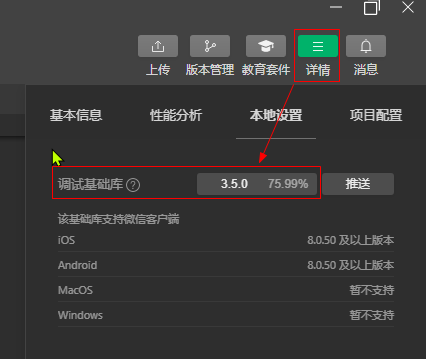 上传 版本管理 教育套件 详情 消息
基本信息 性能分析 本地设置 项目配置
调试基础库 ? 3.5.0 75.99% 推送
该基础库支持微信客户端
iOS 8.0.50 及以上版本
Android 8.0.50 及以上版本
MacOS 暂不支持
Windows 暂不支持